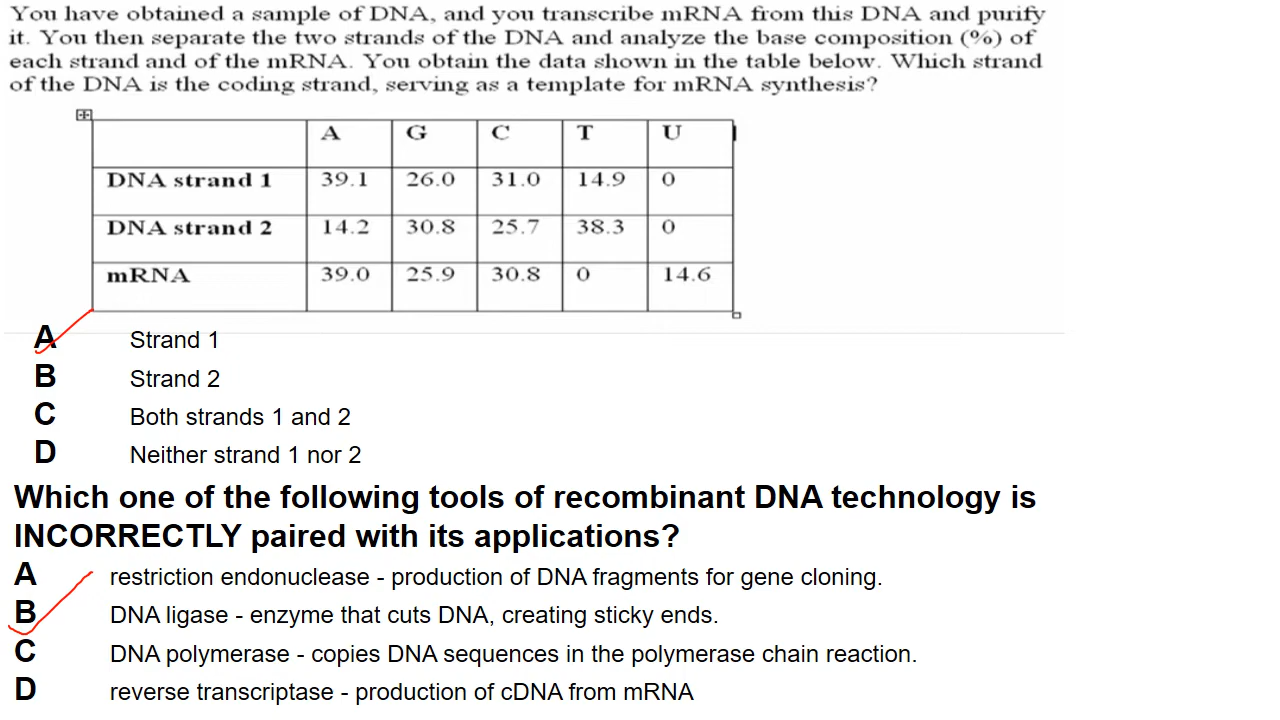 You have obtained a sample of DNA, and you transcribe mRNA from this DNA and purify
it. You then separate the two strands of the DNA and analyze the base composition (%) of
each strand and of the mRNA. You obtain the data shown in the table below. Which strand
of the DNA is the coding strand, serving as a template for mRNA synthesis?
A G C T U
DNA strand 1 39.1 26.0 31.0 14.9 0
DNA strand 2 14.2 30.8 25.7 38.3 0
mRNA 39.0 25.9 30.8 0 14.6
A Strand 1
B Strand 2
C Both strands 1 and 2
D Neither strand 1 nor 2
Which one of the following tools of recombinant DNA technology is
INCORRECTLY paired with its applications?
A restriction endonuclease - production of DNA fragments for gene cloning.
B DNA ligase - enzyme that cuts DNA, creating sticky ends.
C DNA polymerase - copies DNA sequences in the polymerase chain reaction.
D reverse transcriptase - production of cDNA from mRNA